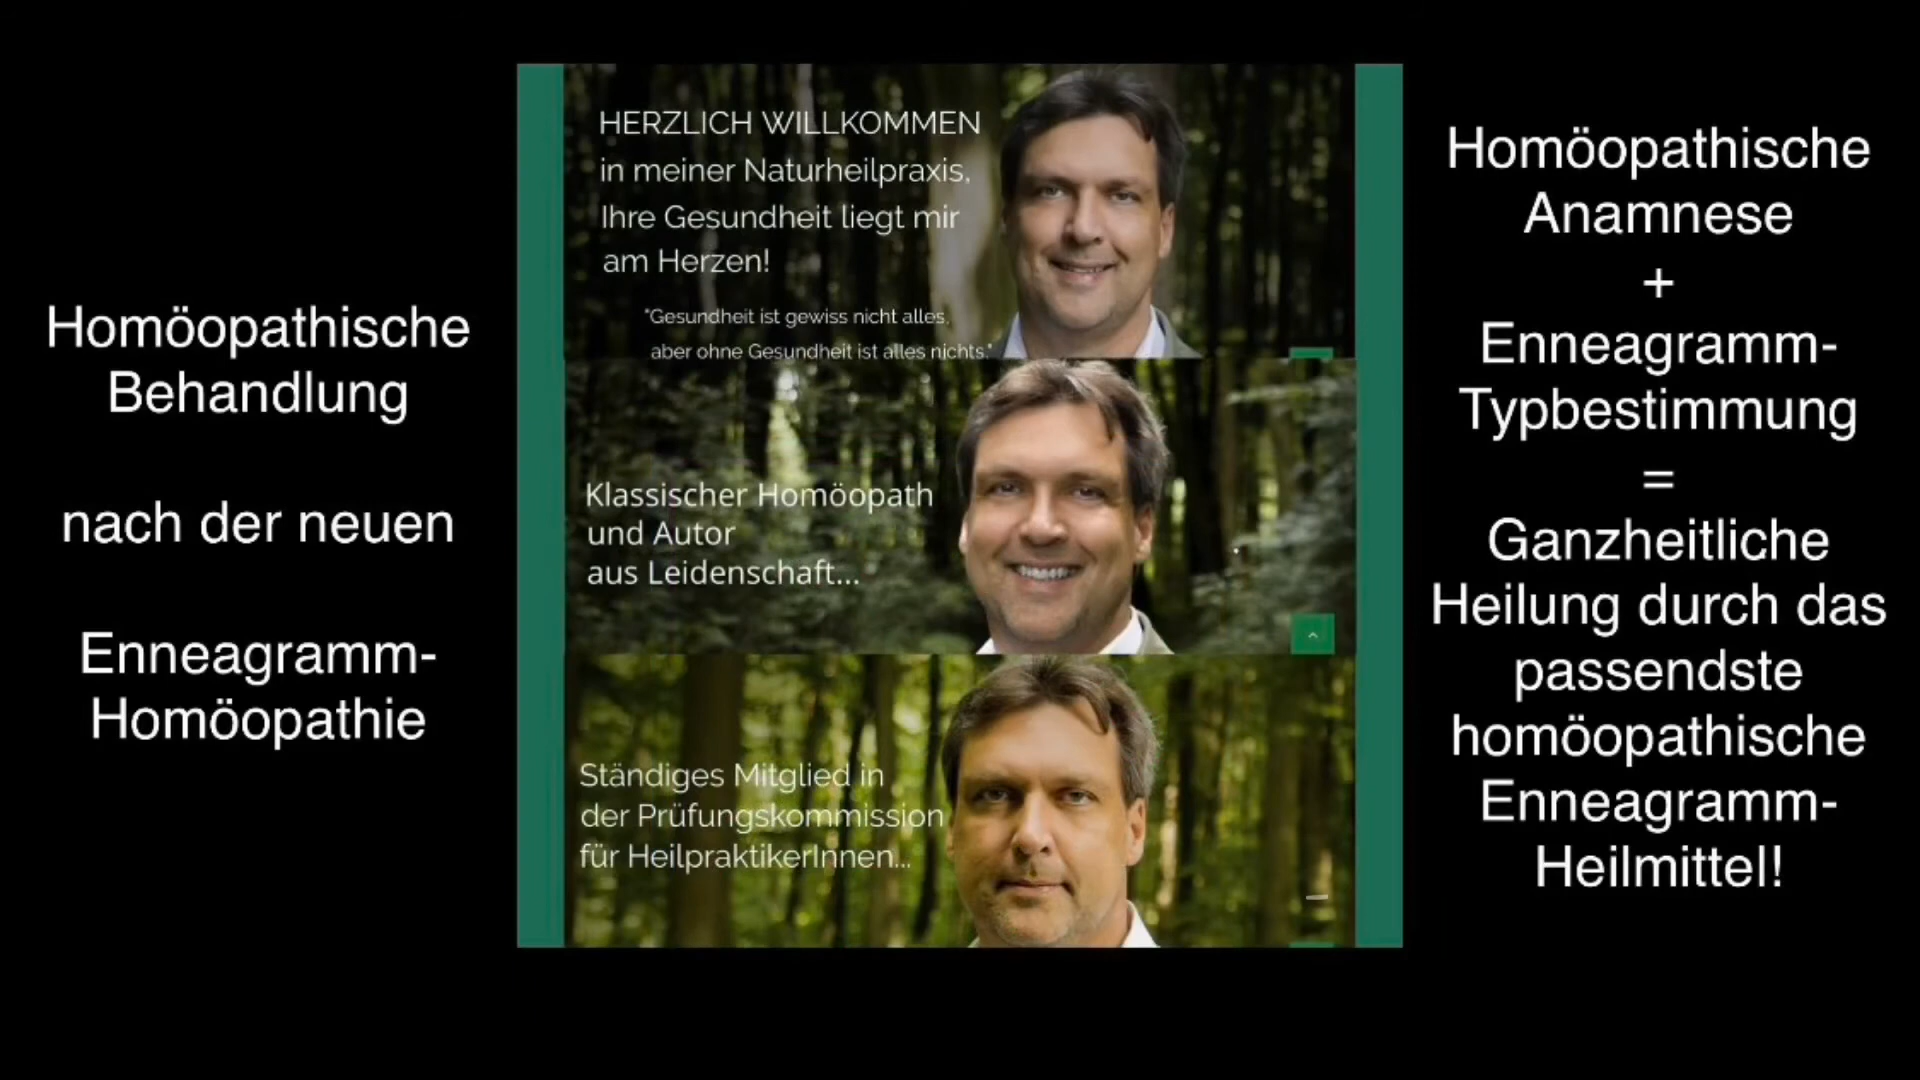 Homöopathische
Behandlung
nach der neuen
Enneagramm-
Homöopathie
HERZLICH WILLKOMMEN
in meiner Naturheilpraxis,
Ihre Gesundheit liegt mir
am Herzen!
"Gesundheit ist gewiss nicht alles,
aber ohne Gesundheit ist alles nichts."
Klassischer Homöopath
und Autor
aus Leidenschaft...
Ständiges Mitglied in
der Prüfungskommission
für HeilpraktikerInnen...
Homöopathische
Anamnese
+
Enneagramm-
Typbestimmung
=
Ganzheitliche
Heilung durch das
passendste
homöopathische
Enneagramm-
Heilmittel!